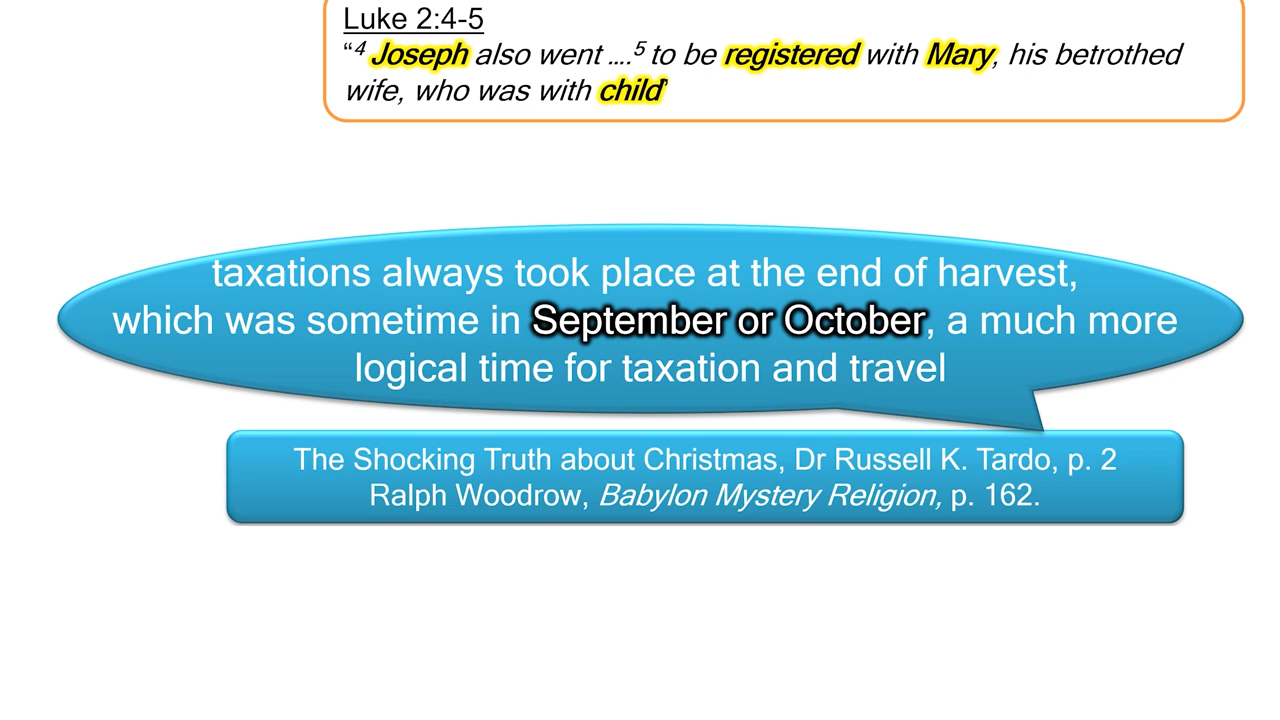 Luke 2:4-5
“4 Joseph also went ….5 to be registered with Mary, his betrothed
wife, who was with child”
taxations always took place at the end of harvest,
which was sometime in September or October, a much more
logical time for taxation and travel
The Shocking Truth about Christmas, Dr Russell K. Tardo, p. 2
Ralph Woodrow, Babylon Mystery Religion, p. 162.